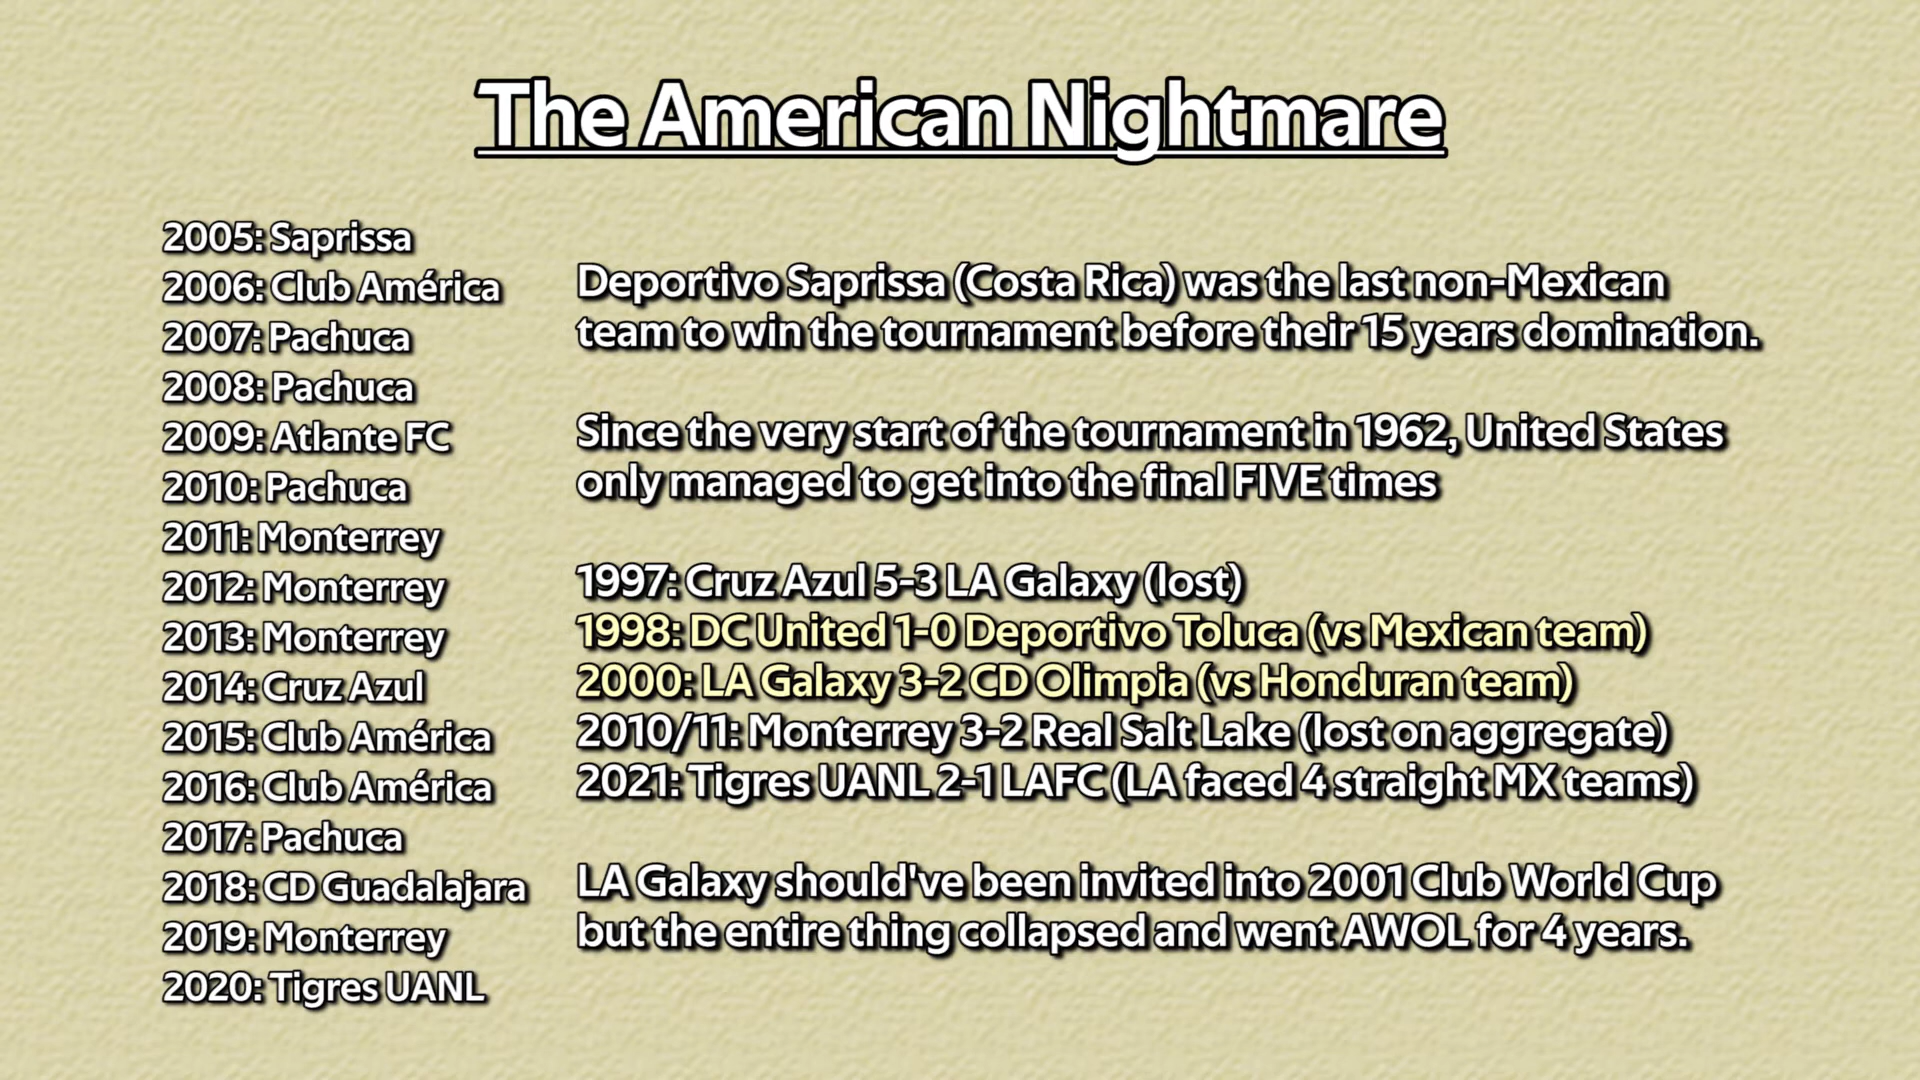 The American Nightmare
2005: Saprissa
2006: Club América
2007: Pachuca
2008: Pachuca
2009: Atlante FC
2010: Pachuca
2011: Monterrey
2012: Monterrey
2013: Monterrey
2014: Cruz Azul
2015: Club América
2016: Club América
2017: Pachuca
2018: CD Guadalajara
2019: Monterrey
2020: Tigres UANL
Deportivo Saprissa (Costa Rica) was the last non-Mexican
team to win the tournament before their 15 years domination.
Since the very start of the tournament in 1962, United States
only managed to get into the final FIVE times
1997: Cruz Azul 5-3 LA Galaxy (lost)
1998: DC United 1-0 Deportivo Toluca (vs Mexican team)
2000: LA Galaxy 3-2 CD Olimpia (vs Honduran team)
2010/11: Monterrey 3-2 Real Salt Lake (lost on aggregate)
2021: Tigres UANL 2-1 LAFC (LA faced 4 straight MX teams)
LA Galaxy should've been invited into 2001 Club World Cup
but the entire thing collapsed and went AWOL for 4 years.